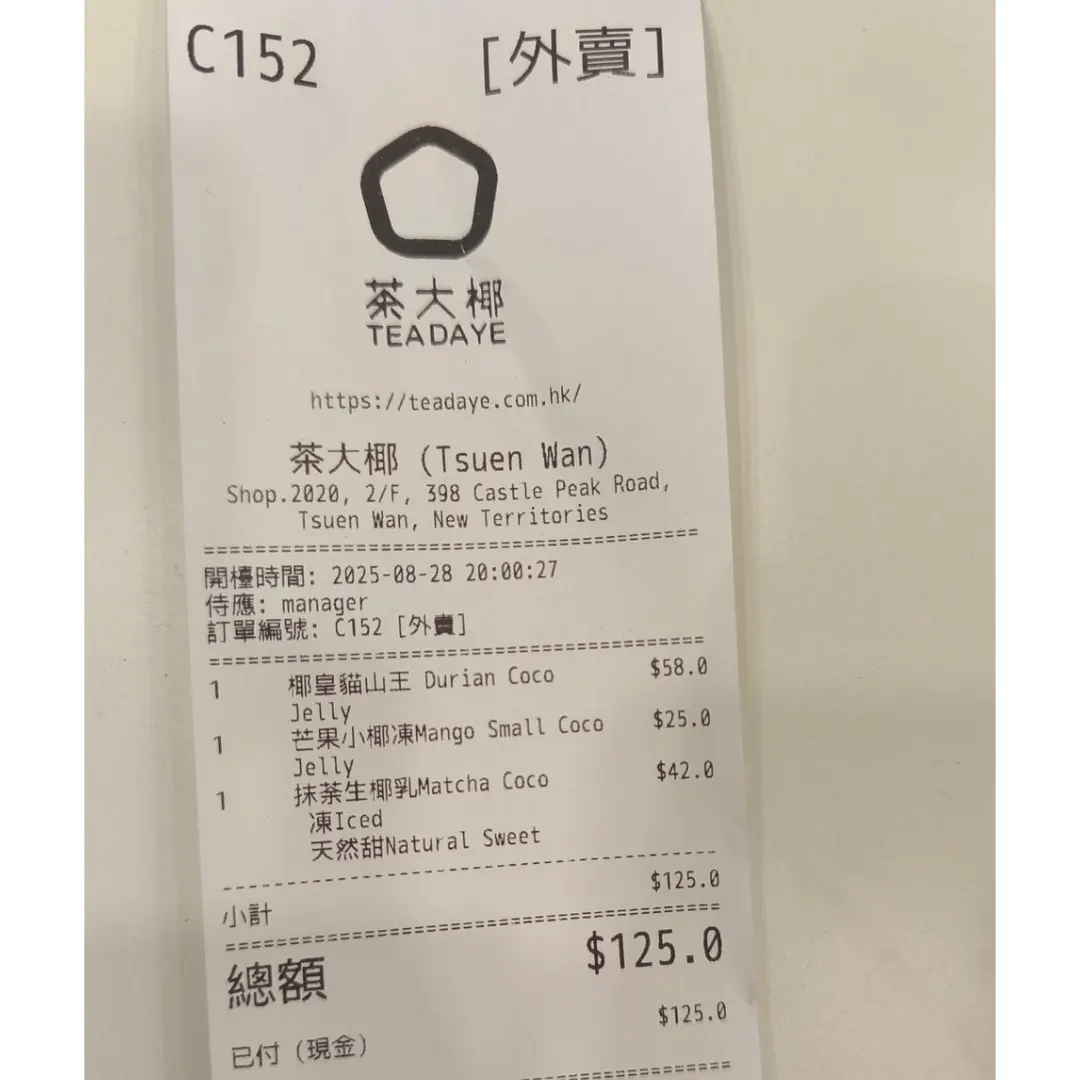 C152 [外賣]
茶大椰
TEADAYE
https://teadaye.com.hk/
茶大椰 (Tsuen Wan)
Shop.2020, 2/F, 398 Castle Peak Road,
Tsuen Wan, New Territories
================================================
開檯時間: 2025-08-28 20:00:27
侍應: manager
訂單編號: C152 [外賣]
================================================
1 椰皇貓山王 Durian Coco $58.0
Jelly
1 芒果小椰凍Mango Small Coco $25.0
Jelly
1 抹茶生椰乳Matcha Coco $42.0
凍Iced
天然甜Natural Sweet
------------------------------------------------
小計 $125.0
================================================
總額 $125.0
已付 (現金) $125.0
================================================